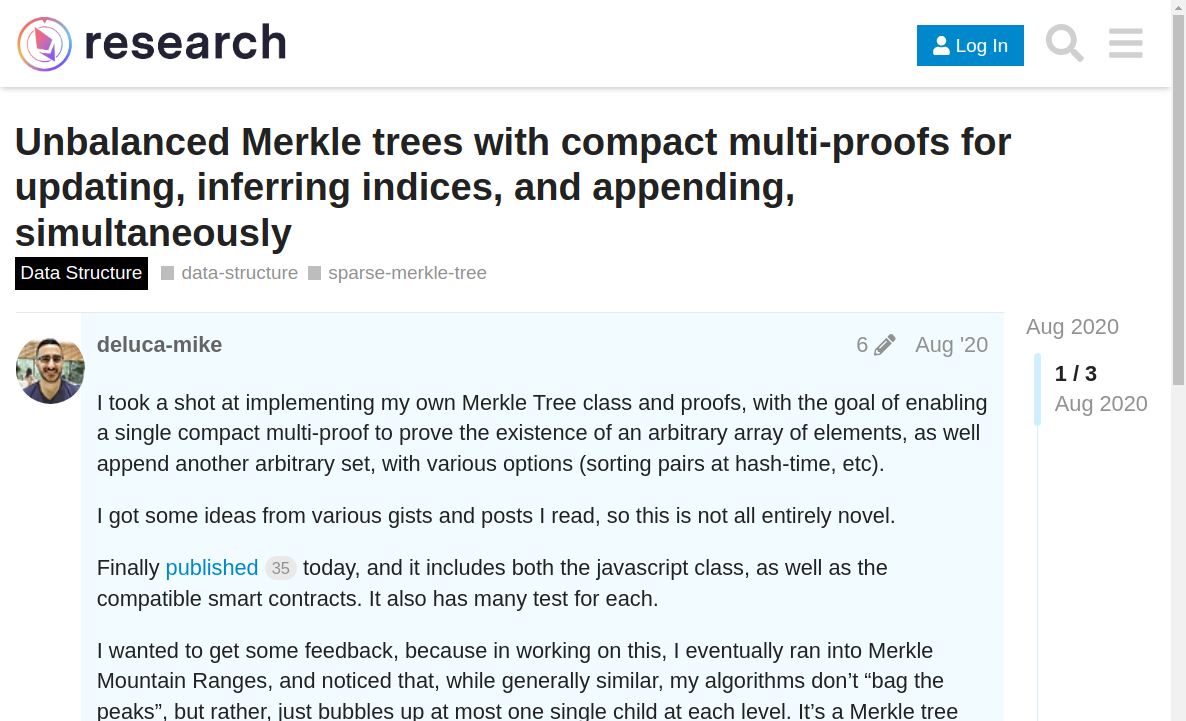 research
Log In
Unbalanced Merkle trees with compact multi-proofs for
updating, inferring indices, and appending,
simultaneously
Data Structure data-structure sparse-merkle-tree
deluca-mike 6 Aug '20
I took a shot at implementing my own Merkle Tree class and proofs, with the goal of enabling
a single compact multi-proof to prove the existence of an arbitrary array of elements, as well
append another arbitrary set, with various options (sorting pairs at hash-time, etc).
I got some ideas from various gists and posts I read, so this is not all entirely novel.
Finally published 35 today, and it includes both the javascript class, as well as the
compatible smart contracts. It also has many test for each.
I wanted to get some feedback, because in working on this, I eventually ran into Merkle
Mountain Ranges, and noticed that, while generally similar, my algorithms don’t “bag the
peaks”, but rather, just bubbles up at most one single child at each level. It’s a Merkle tree
Aug 2020
1 / 3
Aug 2020